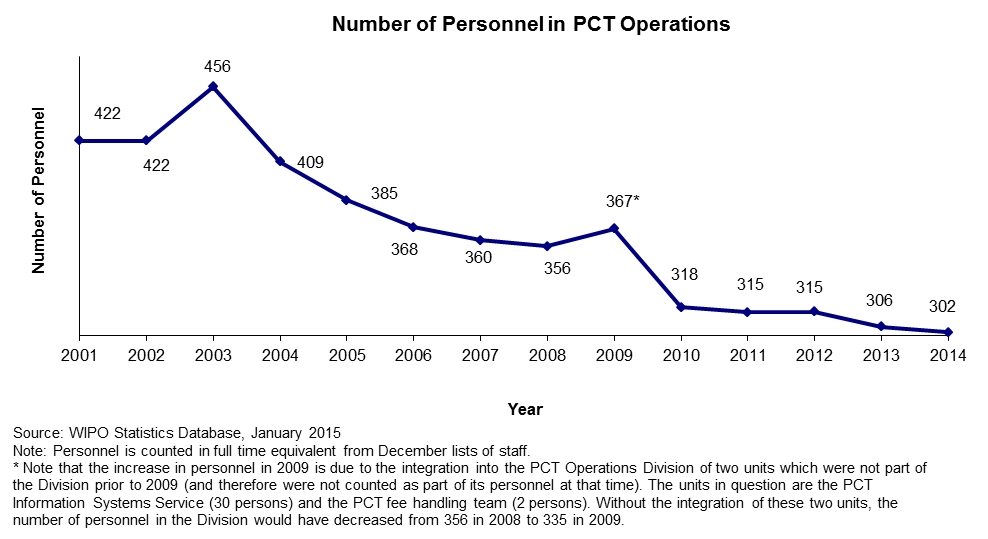 Number of Personnel in PCT Operations
Number of Personnel
456
422
422
409
385
367*
368
360
356
318
315
315
306
302
2001 2002 2003 2004 2005 2006 2007 2008 2009 2010 2011 2012 2013 2014
Year
Source: WIPO Statistics Database, January 2015
Note: Personnel is counted in full time equivalent from December lists of staff.
* Note that the increase in personnel in 2009 is due to the integration into the PCT Operations Division of two units which were not part of
the Division prior to 2009 (and therefore were not counted as part of its personnel at that time). The units in question are the PCT
Information Systems Service (30 persons) and the PCT fee handling team (2 persons). Without the integration of these two units, the
number of personnel in the Division would have decreased from 356 in 2008 to 335 in 2009.